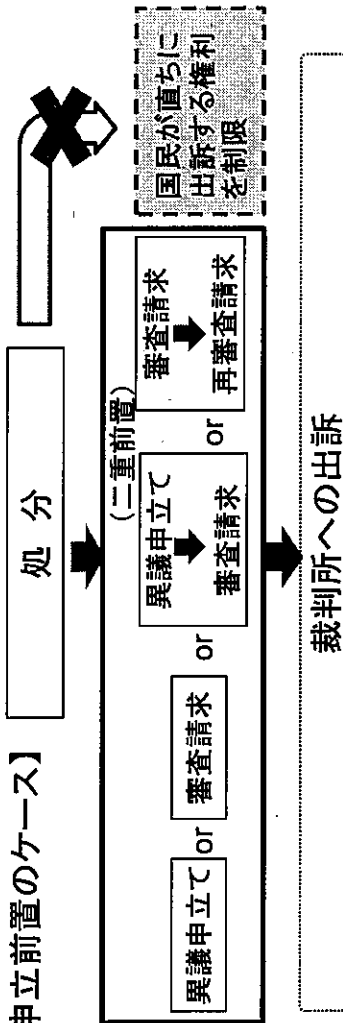 申立前置のケース】
処 分
(二重前置)
異議申立て
or
審査請求
or
異議申立て
審査請求
or
審査請求
再審査請求
国民が直ちに
出訴する権利
を制限
裁判所への出訴